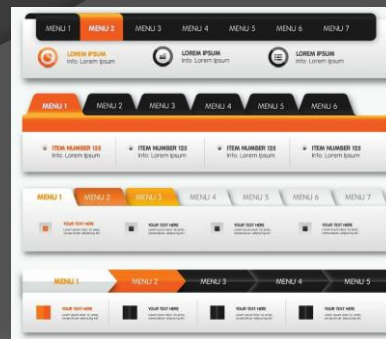 MENU 1 MENU 2 MENU 3 MENU 4 MENU 5 MENU 6 MENU 7
LOREM IPSUM LOREM IPSUM LOREM IPSUM
Info. Lorem Ipsum Info. Lorem Ipsum Info. Lorem Ipsum
MENU 1 MENU 2 MENU 3 MENU 4 MENU 5 MENU 6
ITEM NUMBER 123 ITEM NUMBER 123 ITEM NUMBER 123 ITEM NUMBER 123
Info. Lorem Ipsum Info. Lorem Ipsum Info. Lorem Ipsum Info. Lorem Ipsum
MENU 1 MENU 2 MENU 3 MENU 4 MENU 5 MENU 6 MENU 7
YOUR TEXT HERE YOUR TEXT HERE YOUR TEXT HERE YOUR TEXT HERE
MENU 1 MENU 2 MENU 3 MENU 4 MENU 5
YOUR TEXT HERE YOUR TEXT HERE YOUR TEXT HERE YOUR TEXT HERE